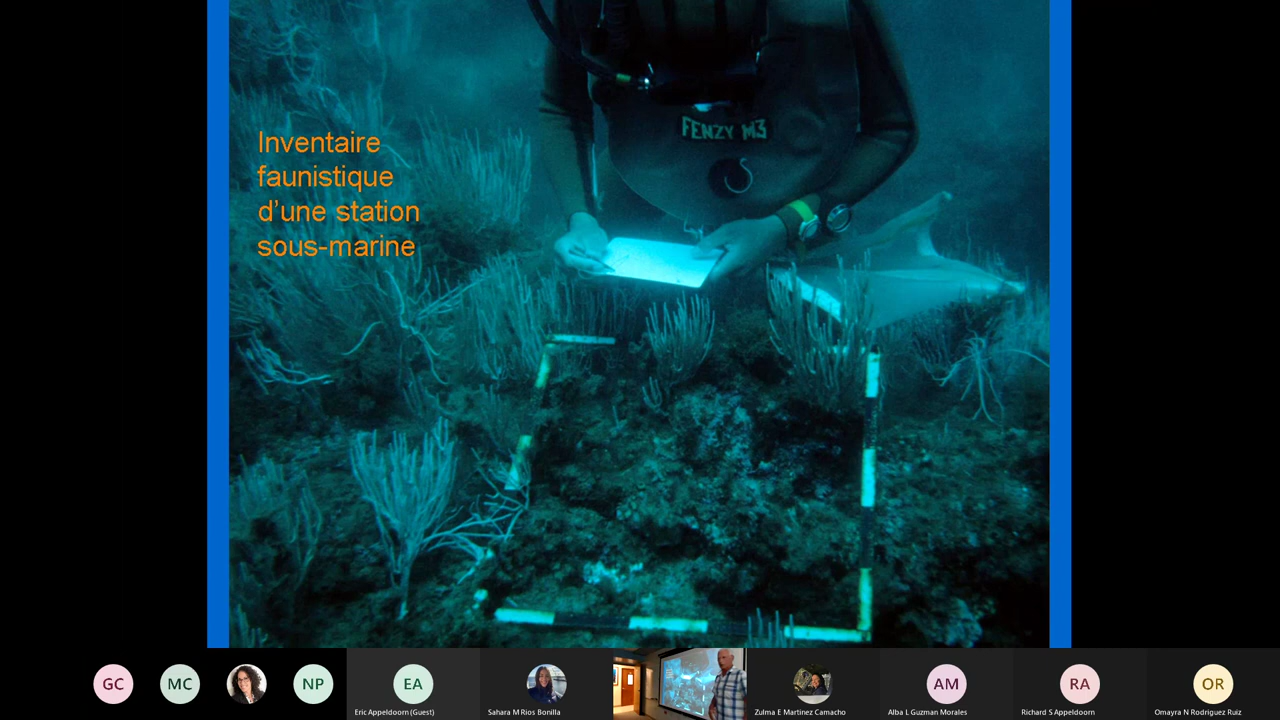 FENZY M3
Inventaire
faunistique
d’une station
sous-marine
GC
MC
NP
EA
AM
RA
OR
Eric Appeldoorn (Guest)
Sahara M Rios Bonilla
Zulma E Martinez Camacho
Alba L Guzman Morales
Richard S Appeldoorn
Omayra N Rodriguez Ruiz